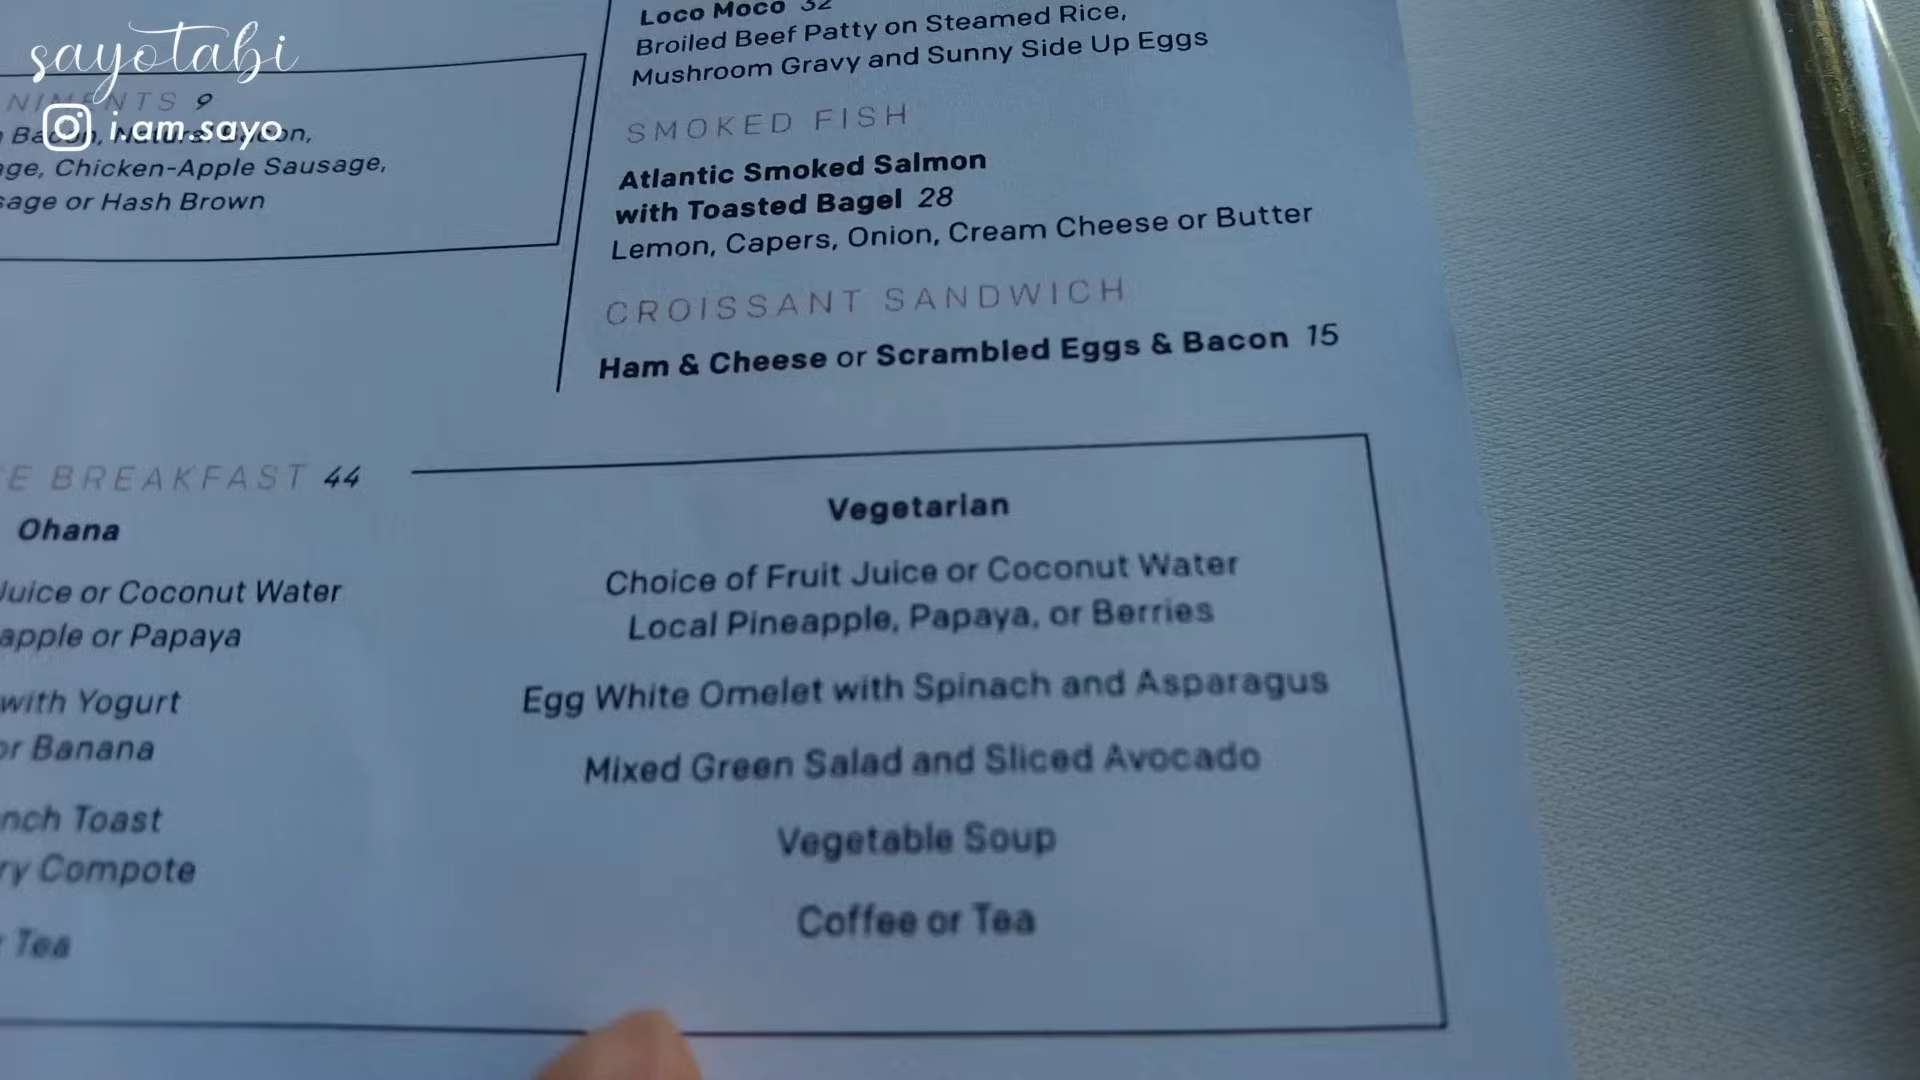 sayotabi
i.am.sayo
NIMENTS 9
Bacon, Natural Bacon,
Chicken-Apple Sausage,
or Hash Brown
Loco Moco 32
Broiled Beef Patty on Steamed Rice,
Mushroom Gravy and Sunny Side Up Eggs
SMOKED FISH
Atlantic Smoked Salmon
with Toasted Bagel 28
Lemon, Capers, Onion, Cream Cheese or Butter
CROISSANT SANDWICH
Ham & Cheese or Scrambled Eggs & Bacon 15
E BREAKFAST 44
Ohana
Juice or Coconut Water
apple or Papaya
with Yogurt
or Banana
nch Toast
ry Compote
Tea
Vegetarian
Choice of Fruit Juice or Coconut Water
Local Pineapple, Papaya, or Berries
Egg White Omelet with Spinach and Asparagus
Mixed Green Salad and Sliced Avocado
Vegetable Soup
Coffee or Tea